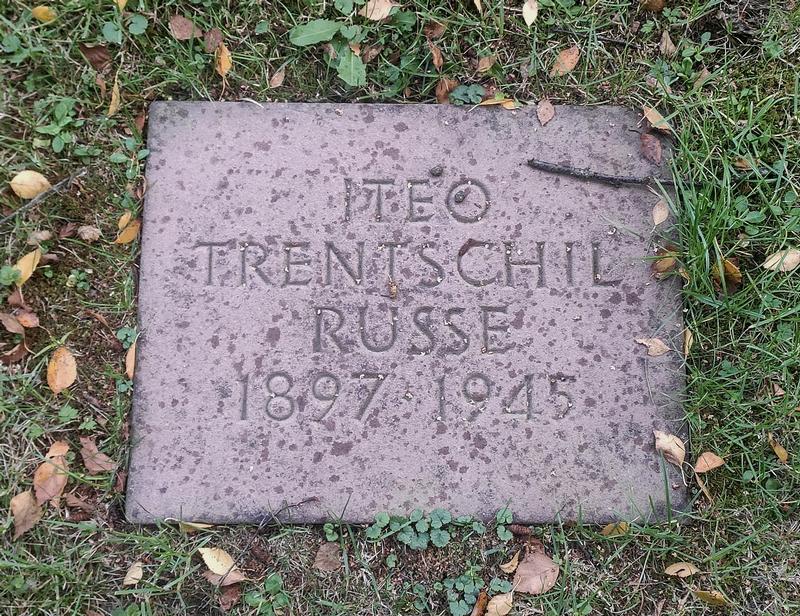 ITEO
TRENTSCHIL
RUSSE
1897 · 1945